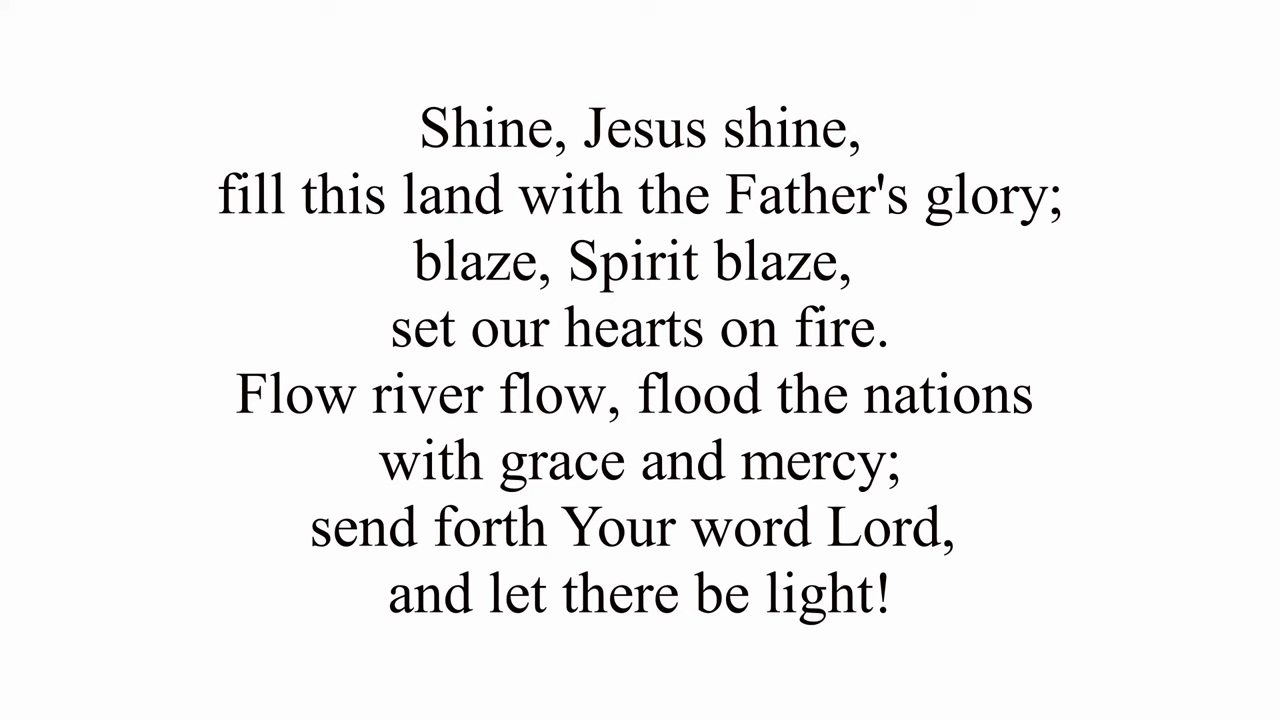 Shine, Jesus shine,
fill this land with the Father's glory;
blaze, Spirit blaze,
set our hearts on fire.
Flow river flow, flood the nations
with grace and mercy;
send forth Your word Lord,
and let there be light!